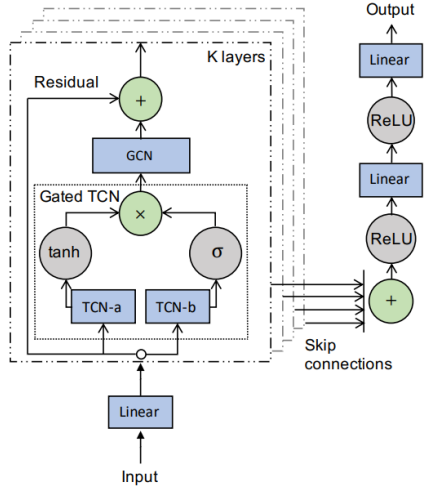 Output
K layers
Linear
Residual
+
ReLU
GCN
Linear
Gated TCN
×
ReLU
tanh
σ
TCN-a
TCN-b
+
Skip
connections
Linear
Input